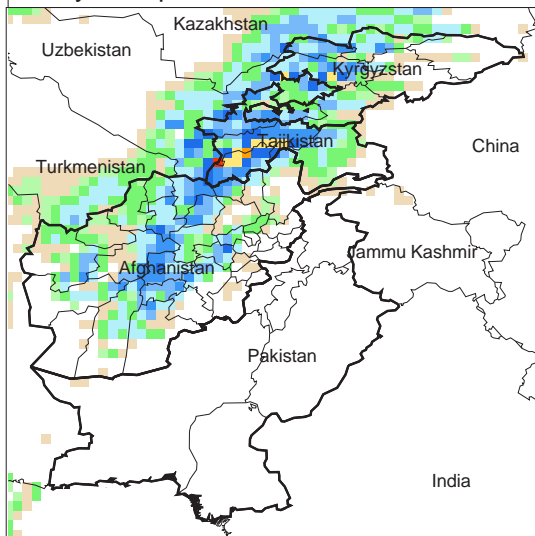 Kazakhstan
Uzbekistan
Kyrgyzstan
Tajikistan
China
Turkmenistan
Jammu Kashmir
Afghanistan
Pakistan
India